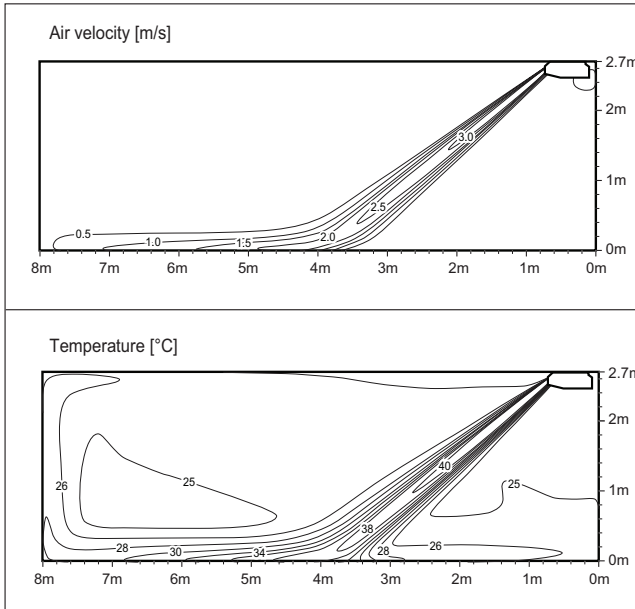 Air velocity [m/s]
2.7m
3.0
2m
1m
2.5
0.5
1.0
1.5
2.0
0m
8m 7m 6m 5m 4m 3m 2m 1m 0m
Temperature [°C]
2.7m
2m
40
26
25
25
1m
38
28
30
34
28
26
0m
8m 7m 6m 5m 4m 3m 2m 1m 0m